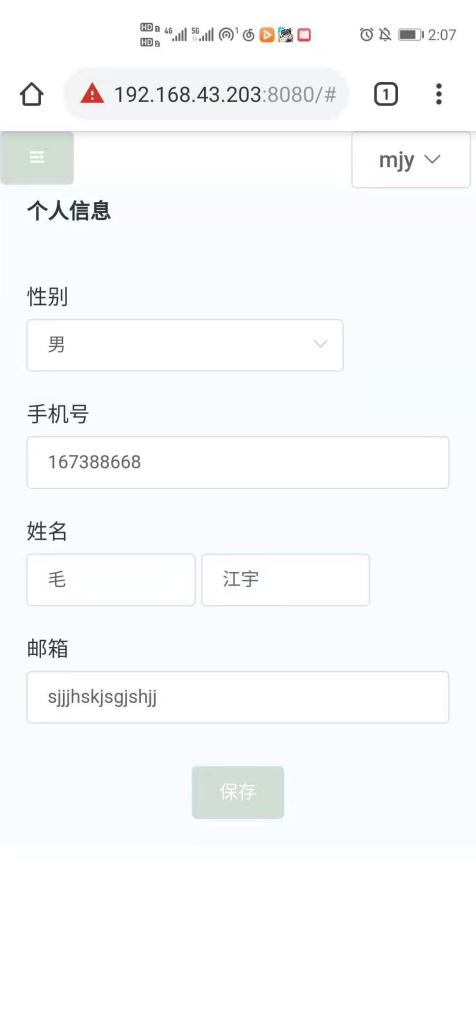 2:07
192.168.43.203:8080/#
1
mjy
个人信息
性别
男
手机号
167388668
姓名
毛 江宇
邮箱
sjjjhskjsgjshjj
保存